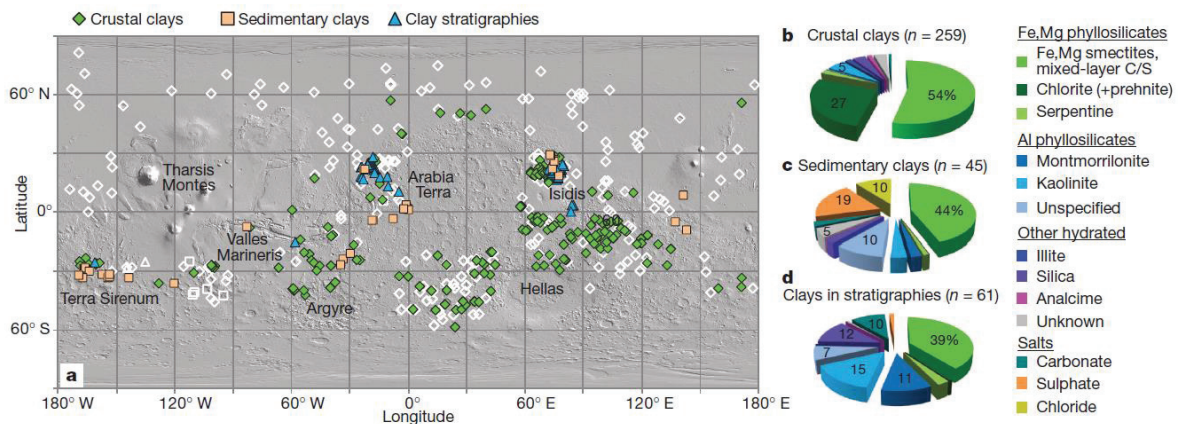 Crustal clays
Sedimentary clays
Clay stratigraphies
60° N
0°
60° S
Latitude
Tharsis
Montes
Arabia
Terra
Isidis
Valles
Marineris
Terra Sirenum
Argyre
Hellas
a
180° W
120° W
60° W
0°
60° E
120° E
180° E
Longitude
b
Crustal clays (n = 259)
5
27
54%
c
Sedimentary clays (n = 45)
10
19
5
10
44%
d
Clays in stratigraphies (n = 61)
10
12
7
15
11
39%
Fe,Mg phyllosilicates
Fe,Mg smectites,
mixed-layer C/S
Chlorite (+prehnite)
Serpentine
Al phyllosilicates
Montmorrilonite
Kaolinite
Unspecified
Other hydrated
Illite
Silica
Analcime
Unknown
Salts
Carbonate
Sulphate
Chloride